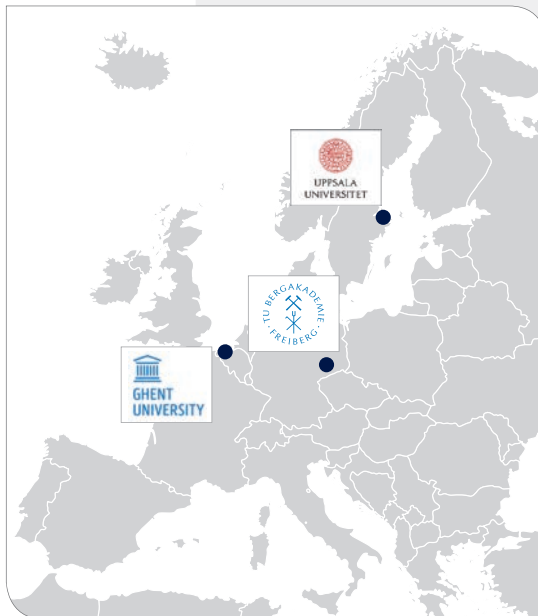 UPPSALA
UNIVERSITET
TU BERGAKADEMIE
· FREIBERG ·
GHENT
UNIVERSITY